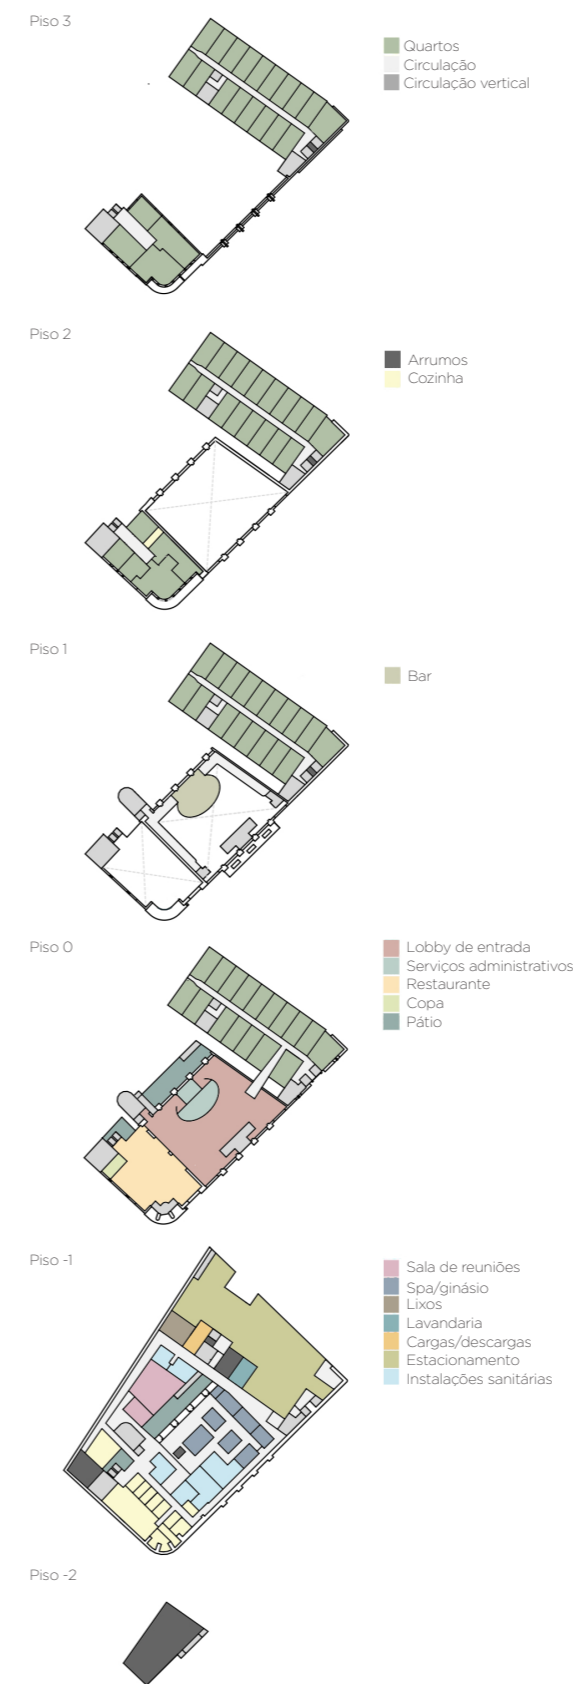 Piso 3
Quartos
Circulação
Circulação vertical
Piso 2
Arrumos
Cozinha
Piso 1
Bar
Piso 0
Lobby de entrada
Serviços administrativos
Restaurante
Copa
Pátio
Piso -1
Sala de reuniões
Spa/ginásio
Lixos
Lavandaria
Cargas/descargas
Estacionamento
Instalações sanitárias
Piso -2